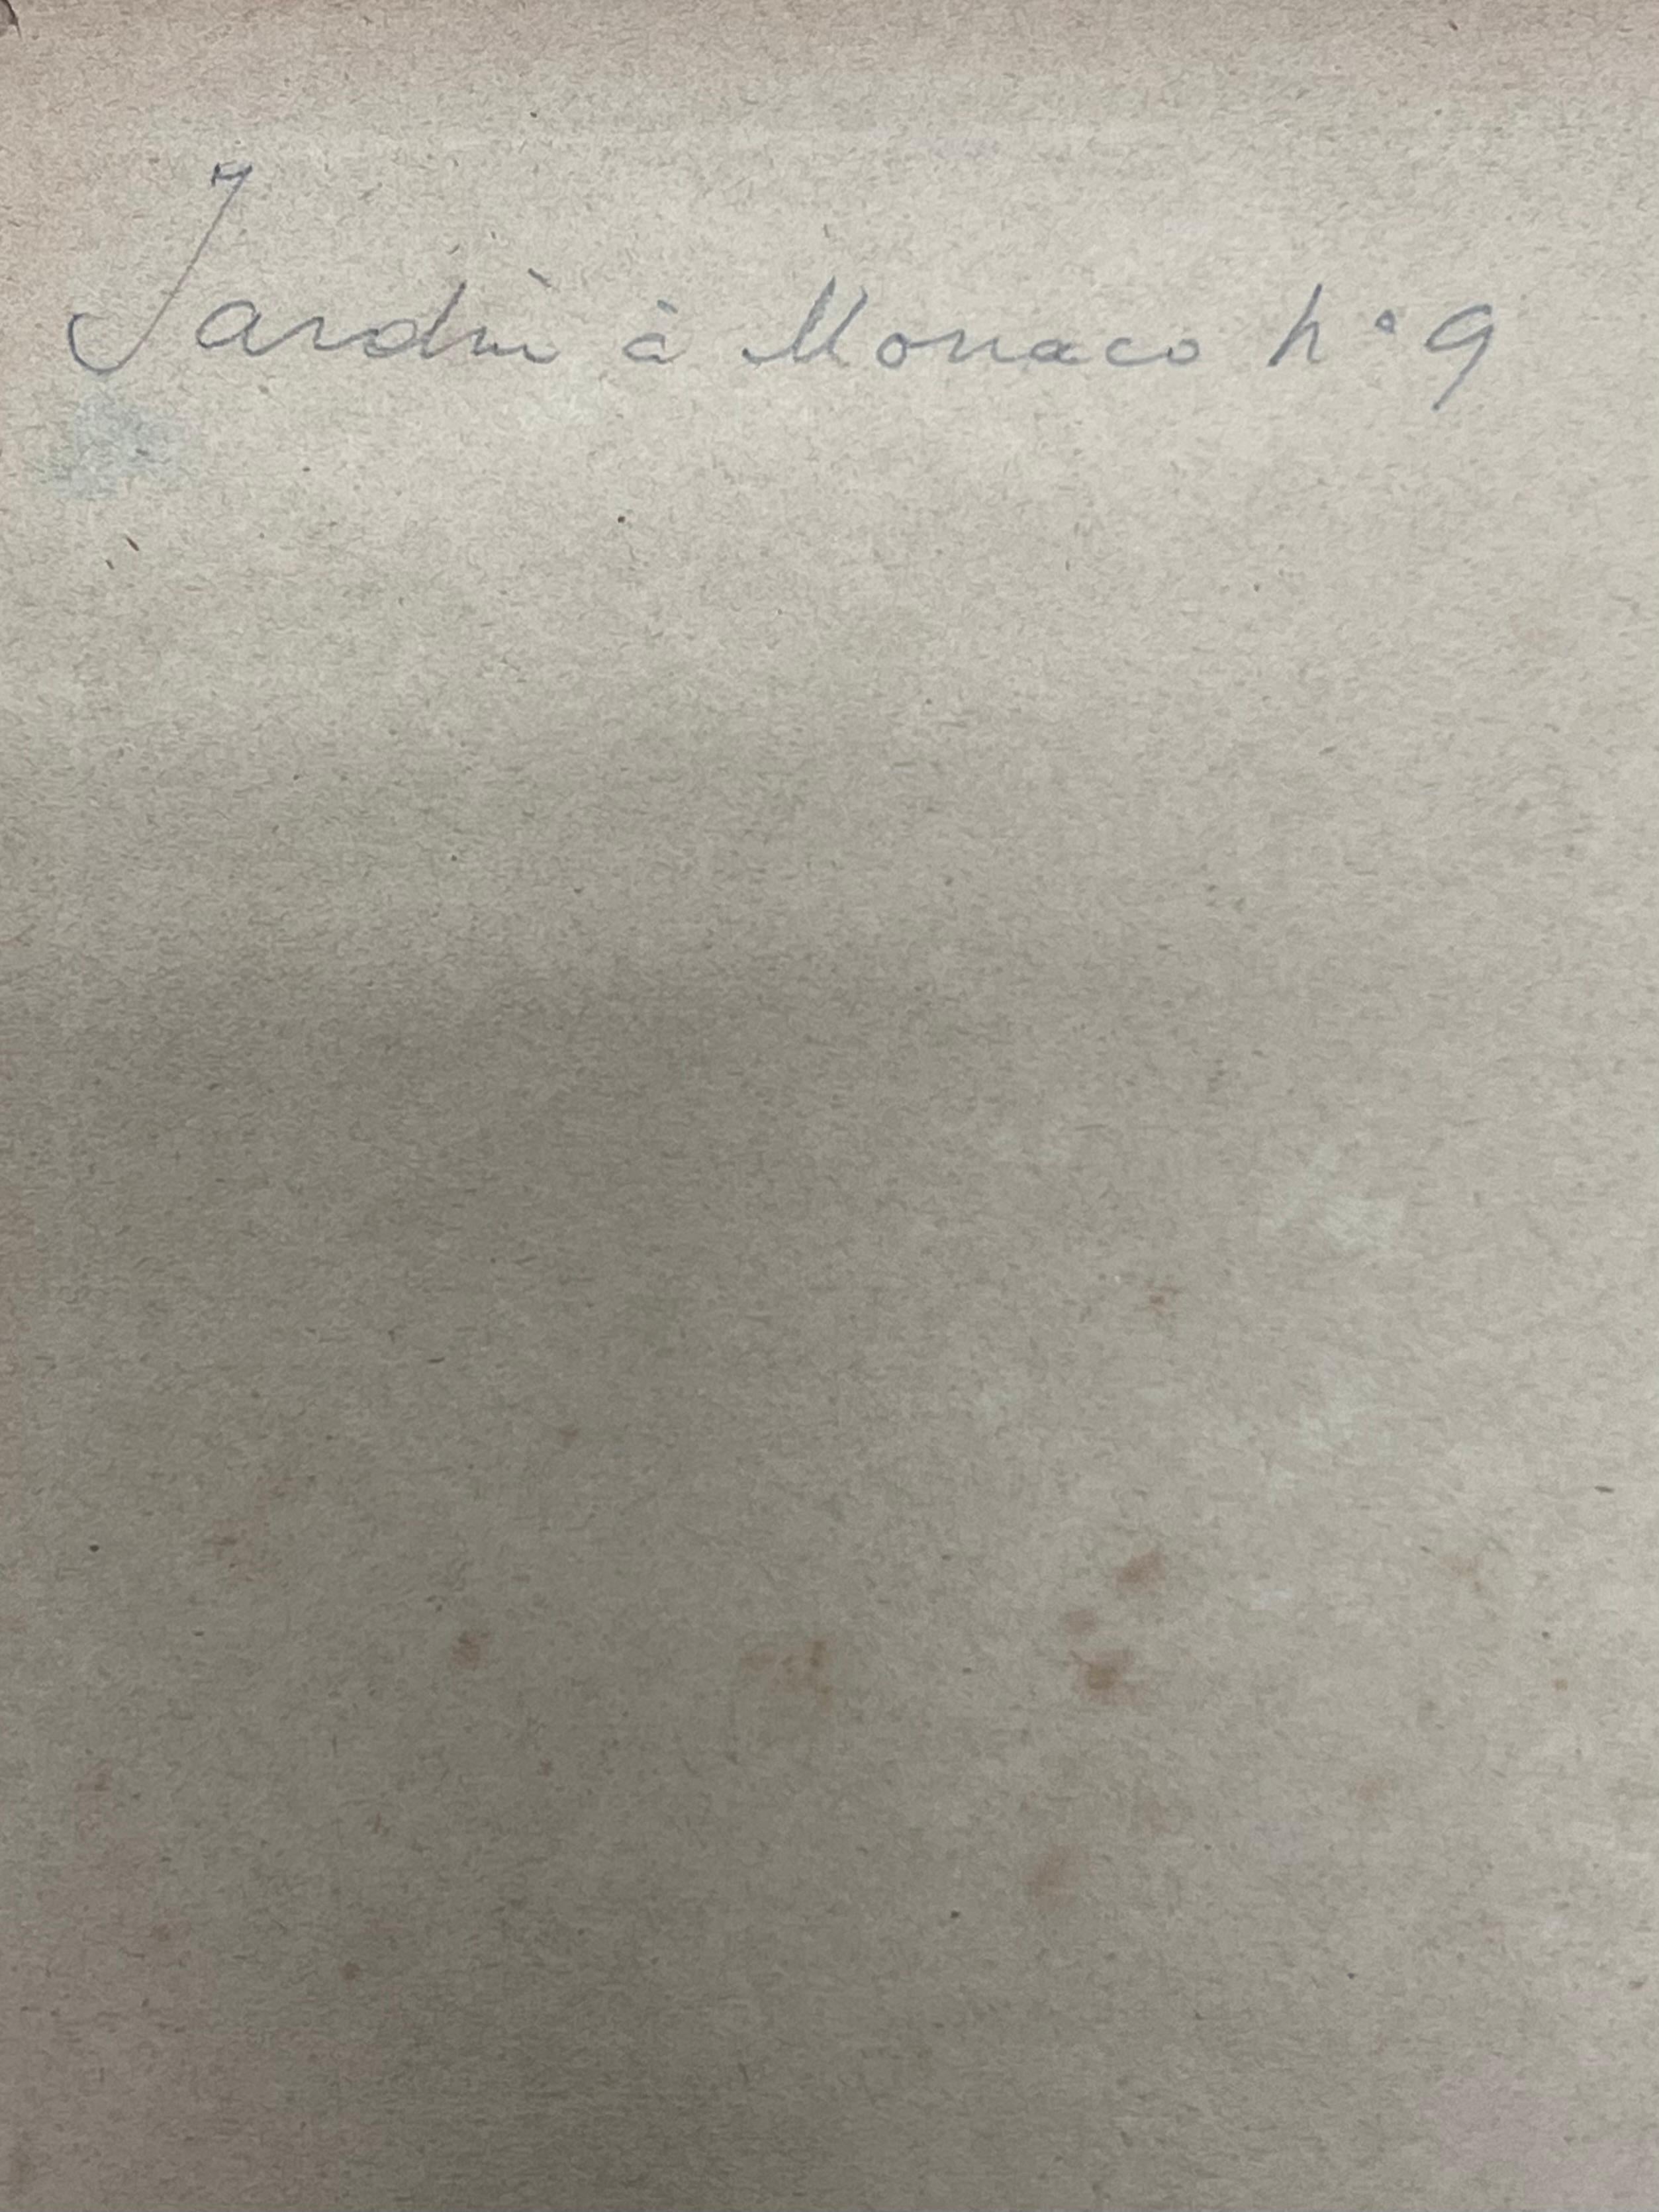 Jardin à Monaco n° 9